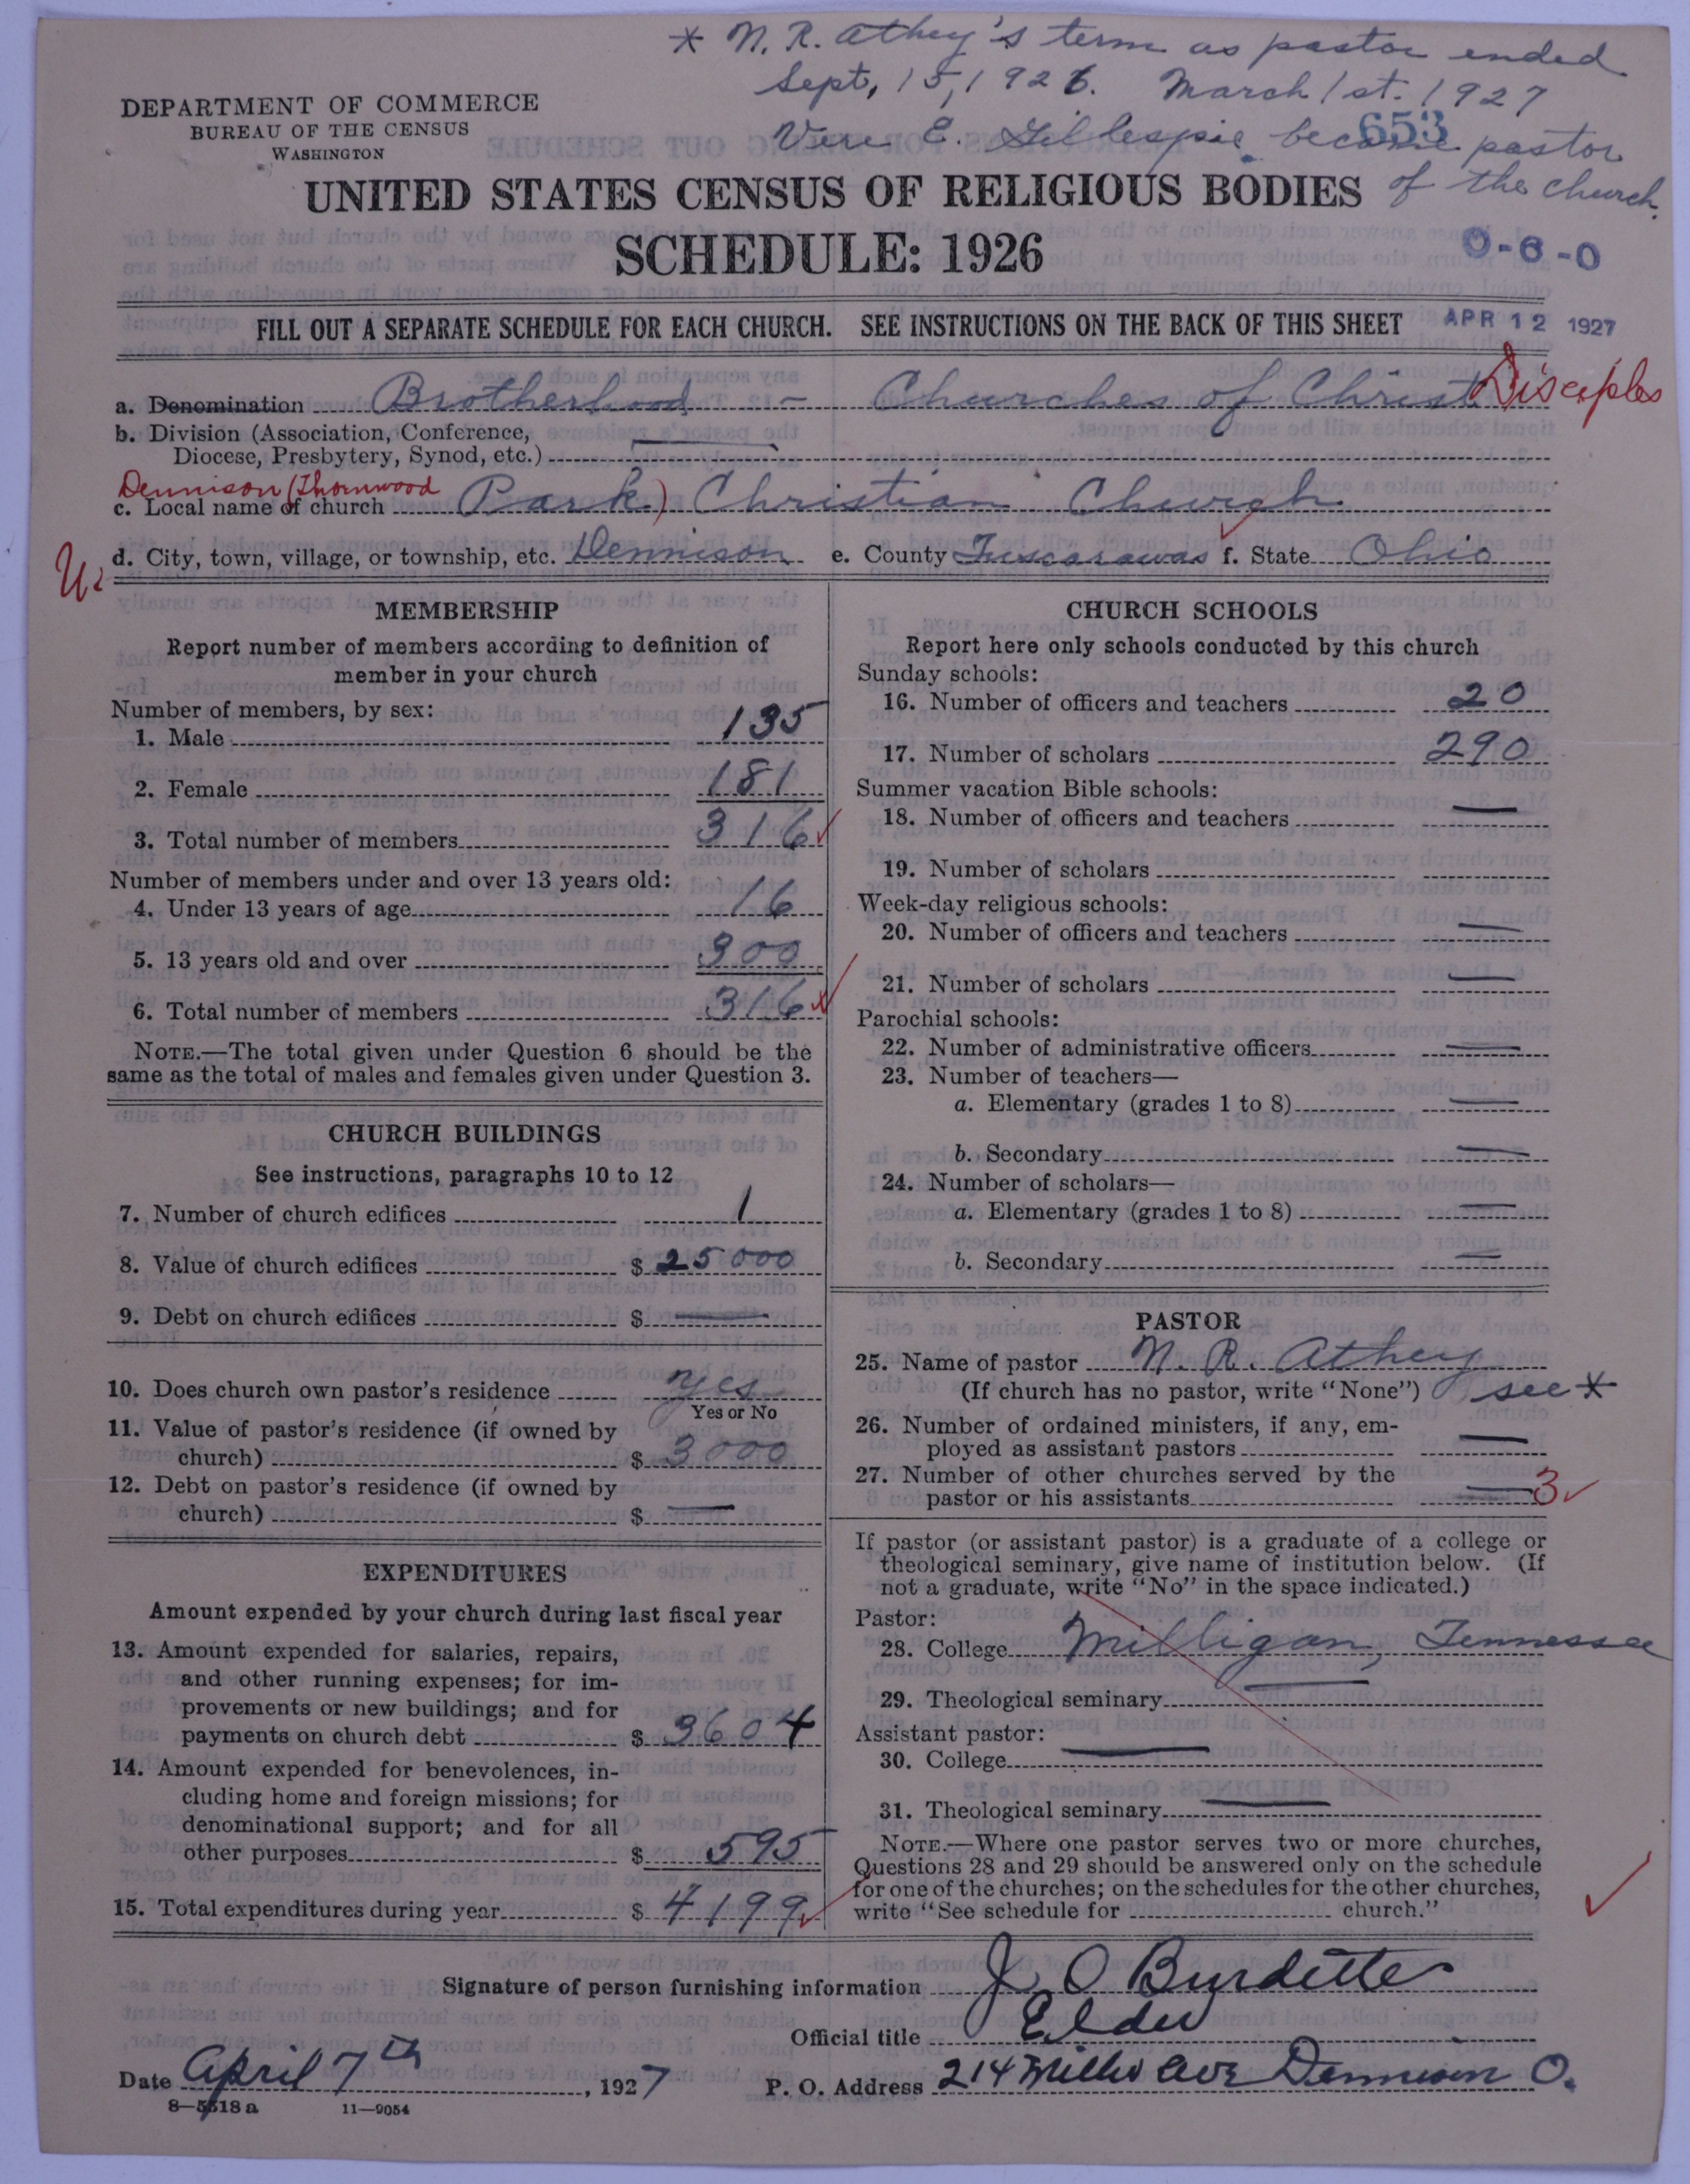 * N. R. Athey's term as pastor ended
Sept, 15, 1926. March 1st. 1927
Vere E. Gillespie became pastor
of the church.
653
DEPARTMENT OF COMMERCE
BUREAU OF THE CENSUS
WASHINGTON
UNITED STATES CENSUS OF RELIGIOUS BODIES
SCHEDULE: 1926
0-6-0
FILL OUT A SEPARATE SCHEDULE FOR EACH CHURCH. SEE INSTRUCTIONS ON THE BACK OF THIS SHEET
APR 12 1927
a. Denomination Brotherhood - Churches of Christ Disciples
b. Division (Association, Conference,
Diocese, Presbytery, Synod, etc.)
Dennison (Thornwood
c. Local name of church Park) Christian Church
d. City, town, village, or township, etc. Dennison e. County Tuscarawas f. State Ohio
MEMBERSHIP
Report number of members according to definition of
member in your church
Number of members, by sex:
1. Male 135
2. Female 181
3. Total number of members 316
Number of members under and over 13 years old:
4. Under 13 years of age 16
5. 13 years old and over 300
6. Total number of members 316
NOTE.—The total given under Question 6 should be the
same as the total of males and females given under Question 3.
CHURCH BUILDINGS
See instructions, paragraphs 10 to 12
7. Number of church edifices 1
8. Value of church edifices $ 25000
9. Debt on church edifices $ —
10. Does church own pastor's residence yes
Yes or No
11. Value of pastor's residence (if owned by
church) $ 3000
12. Debt on pastor's residence (if owned by
church) $ —
EXPENDITURES
Amount expended by your church during last fiscal year
13. Amount expended for salaries, repairs,
and other running expenses; for im-
provements or new buildings; and for
payments on church debt $ 3604
14. Amount expended for benevolences, in-
cluding home and foreign missions; for
denominational support; and for all
other purposes $ 595
15. Total expenditures during year $ 4199
CHURCH SCHOOLS
Report here only schools conducted by this church
Sunday schools:
16. Number of officers and teachers 20
17. Number of scholars 290
Summer vacation Bible schools:
18. Number of officers and teachers —
19. Number of scholars
Week-day religious schools:
20. Number of officers and teachers —
21. Number of scholars —
Parochial schools:
22. Number of administrative officers —
23. Number of teachers—
a. Elementary (grades 1 to 8) —
b. Secondary —
24. Number of scholars—
a. Elementary (grades 1 to 8) —
b. Secondary —
PASTOR
25. Name of pastor N. R. Athey
(If church has no pastor, write "None") see *
26. Number of ordained ministers, if any, em-
ployed as assistant pastors —
27. Number of other churches served by the
pastor or his assistants — 3
If pastor (or assistant pastor) is a graduate of a college or
theological seminary, give name of institution below. (If
not a graduate, write "No" in the space indicated.)
Pastor:
28. College Milligan, Tennessee
29. Theological seminary —
Assistant pastor:
30. College —
31. Theological seminary —
NOTE.—Where one pastor serves two or more churches,
Questions 28 and 29 should be answered only on the schedule
for one of the churches; on the schedules for the other churches,
write "See schedule for church."
Signature of person furnishing information J O Burdette
Official title Elder
Date April 7th, 1927 P. O. Address 214 Miller Ave Dennison O.
8—5518 a 11—9054